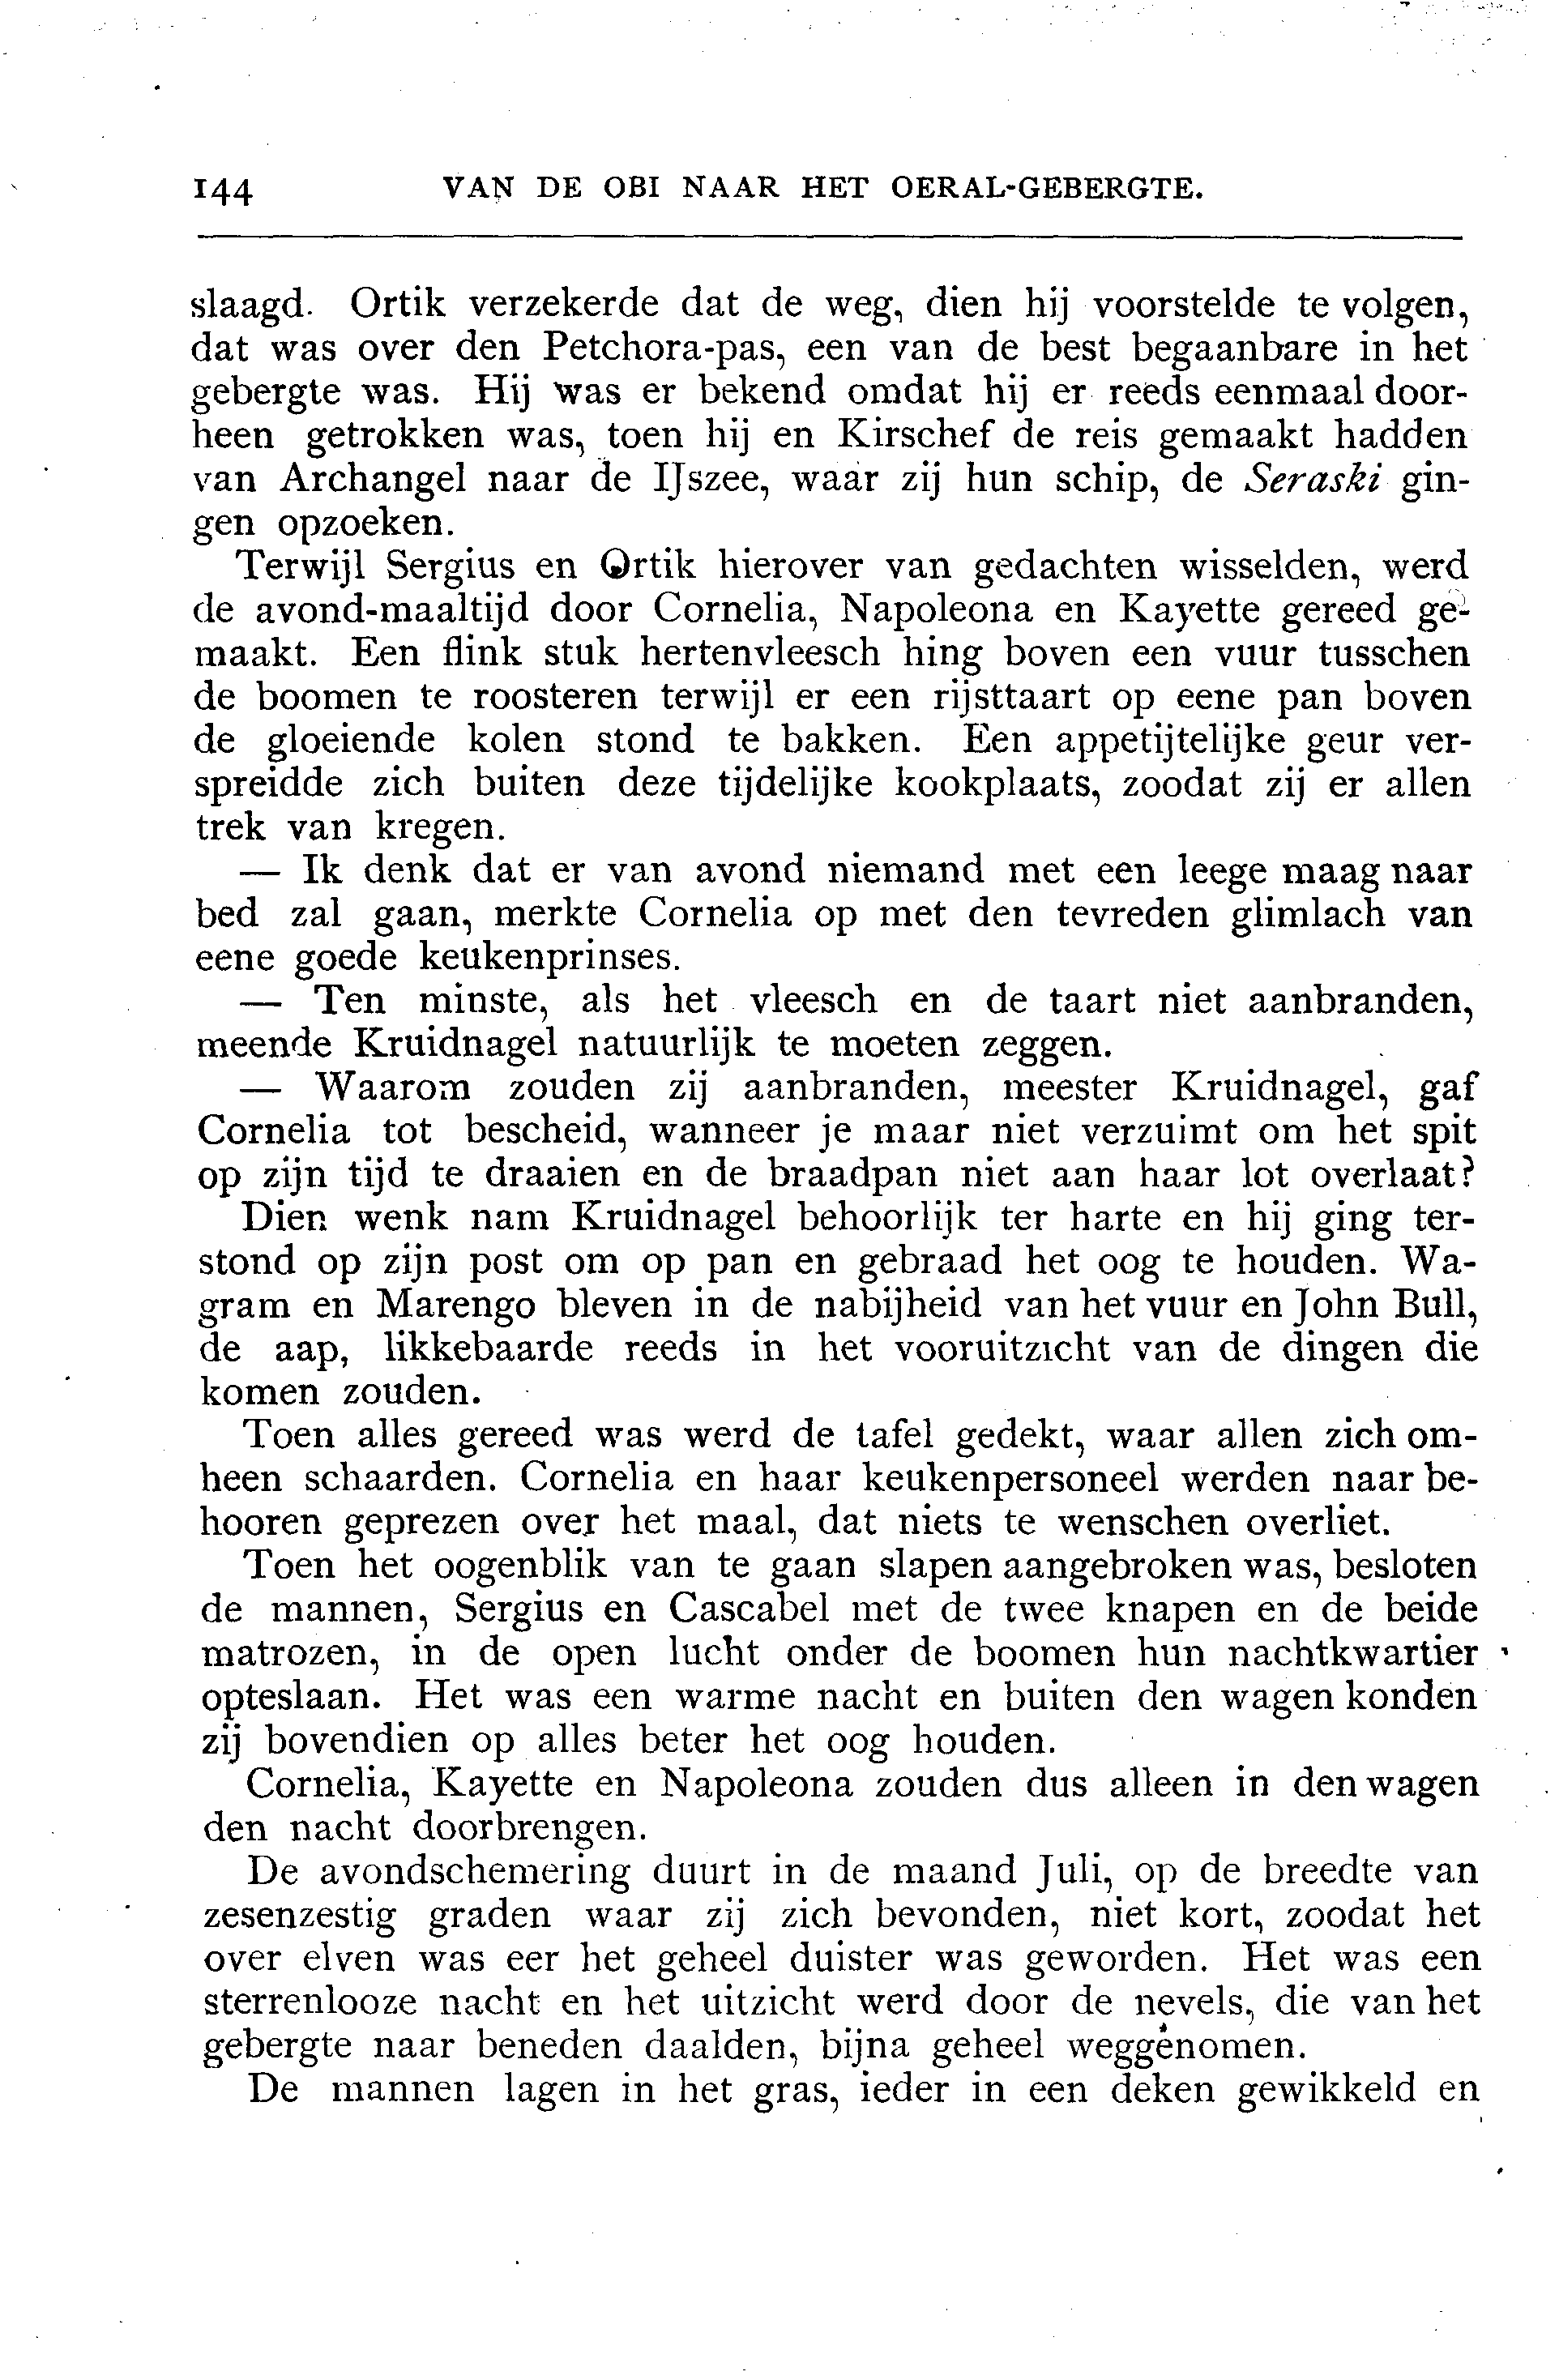 144 VAN DE OBI NAAR HET OERAL-GEBERGTE.
slaagd. Ortik verzekerde dat de weg, dien hij voorstelde te volgen,
dat was over den Petchora-pas, een van de best begaanbare in het
gebergte was. Hij was er bekend omdat hij er reeds eenmaal door-
heen getrokken was, toen hij en Kirschef de reis gemaakt hadden
van Archangel naar de IJszee, waar zij hun schip, de Seraski gin-
gen opzoeken.
Terwijl Sergius en Ortik hierover van gedachten wisselden, werd
de avond-maaltijd door Cornelia, Napoleona en Kayette gereed ge-
maakt. Een flink stuk hertenvleesch hing boven een vuur tusschen
de boomen te roosteren terwijl er een rijsttaart op eene pan boven
de gloeiende kolen stond te bakken. Een appetijtelijke geur ver-
spreidde zich buiten deze tijdelijke kookplaats, zoodat zij er allen
trek van kregen.
— Ik denk dat er van avond niemand met een leege maag naar
bed zal gaan, merkte Cornelia op met den tevreden glimlach van
eene goede keukenprinses.
— Ten minste, als het vleesch en de taart niet aanbranden,
meende Kruidnagel natuurlijk te moeten zeggen.
— Waarom zouden zij aanbranden, meester Kruidnagel, gaf
Cornelia tot bescheid, wanneer je maar niet verzuimt om het spit
op zijn tijd te draaien en de braadpan niet aan haar lot overlaat?
Dien wenk nam Kruidnagel behoorlijk ter harte en hij ging ter-
stond op zijn post om op pan en gebraad het oog te houden. Wa-
gram en Marengo bleven in de nabijheid van het vuur en John Bull,
de aap, likkebaarde reeds in het vooruitzicht van de dingen die
komen zouden.
Toen alles gereed was werd de tafel gedekt, waar allen zich om-
heen schaarden. Cornelia en haar keukenpersoneel werden naar be-
hooren geprezen over het maal, dat niets te wenschen overliet.
Toen het oogenblik van te gaan slapen aangebroken was, besloten
de mannen, Sergius en Cascabel met de twee knapen en de beide
matrozen, in de open lucht onder de boomen hun nachtkwartier
opteslaan. Het was een warme nacht en buiten den wagen konden
zij bovendien op alles beter het oog houden.
Cornelia, Kayette en Napoleona zouden dus alleen in den wagen
den nacht doorbrengen.
De avondschemering duurt in de maand Juli, op de breedte van
zesenzestig graden waar zij zich bevonden, niet kort, zoodat het
over elven was eer het geheel duister was geworden. Het was een
sterrenlooze nacht en het uitzicht werd door de nevels, die van het
gebergte naar beneden daalden, bijna geheel weggenomen.
De mannen lagen in het gras, ieder in een deken gewikkeld en